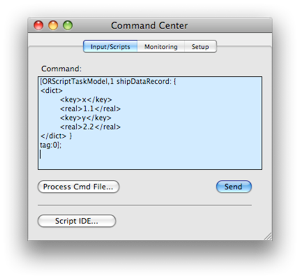 Command Center
Input/Scripts Monitoring Setup
Command:
[ORScriptTaskModel,1 shipDataRecord: {
<dict>
<key>x</key>
<real>1.1</real>
<key>y</key>
<real>2.2</real>
</dict> }
tag:0];
Process Cmd File... Send
Script IDE...